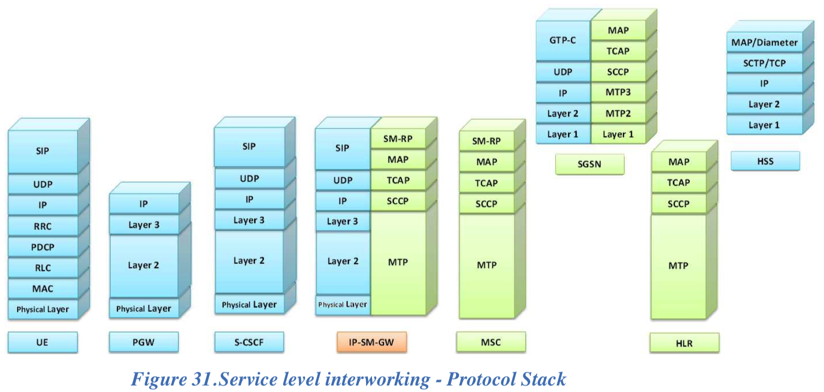 SIP
UDP
IP
RRC
PDCP
RLC
MAC
Physical Layer
UE
IP
Layer 3
Layer 2
Physical Layer
PGW
SIP
UDP
IP
Layer 3
Layer 2
Physical Layer
S-CSCF
SIP
UDP
IP
Layer 3
Layer 2
Physical Layer
SM-RP
MAP
TCAP
SCCP
MTP
IP-SM-GW
SM-RP
MAP
TCAP
SCCP
MTP
MSC
GTP-C
UDP
IP
Layer 2
Layer 1
MAP
TCAP
SCCP
MTP3
MTP2
Layer 1
SGSN
MAP
TCAP
SCCP
MTP
HLR
MAP/Diameter
SCTP/TCP
IP
Layer 2
Layer 1
HSS
Figure 31.Service level interworking - Protocol Stack